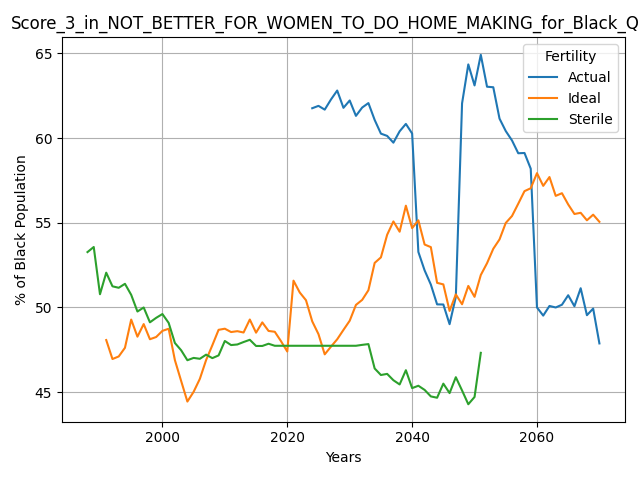 Score_3_in_NOT_BETTER_FOR_WOMEN_TO_DO_HOME_MAKING_for_Black_Q
65
60
55
50
45
% of Black Population
Fertility
Actual
Ideal
Sterile
2000 2020 2040 2060
Years